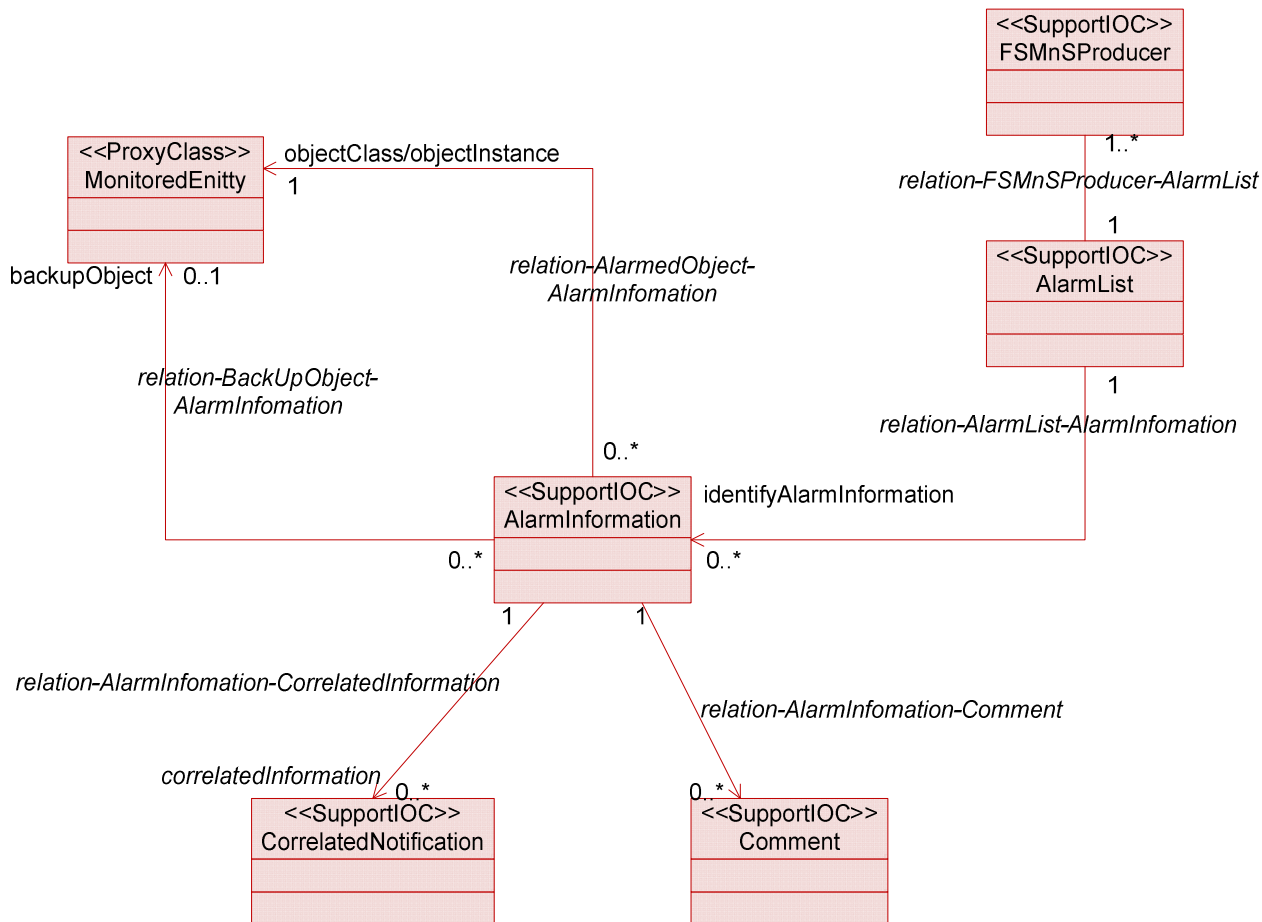 <<SupportIOC>>
FSMnSProducer
1..*
relation-FSMnSProducer-AlarmList
1
<<SupportIOC>>
AlarmList
1
relation-AlarmList-AlarmInfomation
<<ProxyClass>>
MonitoredEnitty
objectClass/objectInstance
1
backupObject
0..1
relation-AlarmedObject-
AlarmInfomation
relation-BackUpObject-
AlarmInfomation
0..*
<<SupportIOC>>
AlarmInformation
identifyAlarmInformation
0..*
0..*
1
1
relation-AlarmInfomation-CorrelatedInformation
relation-AlarmInfomation-Comment
correlatedInformation
0..*
0..*
<<SupportIOC>>
CorrelatedNotification
<<SupportIOC>>
Comment